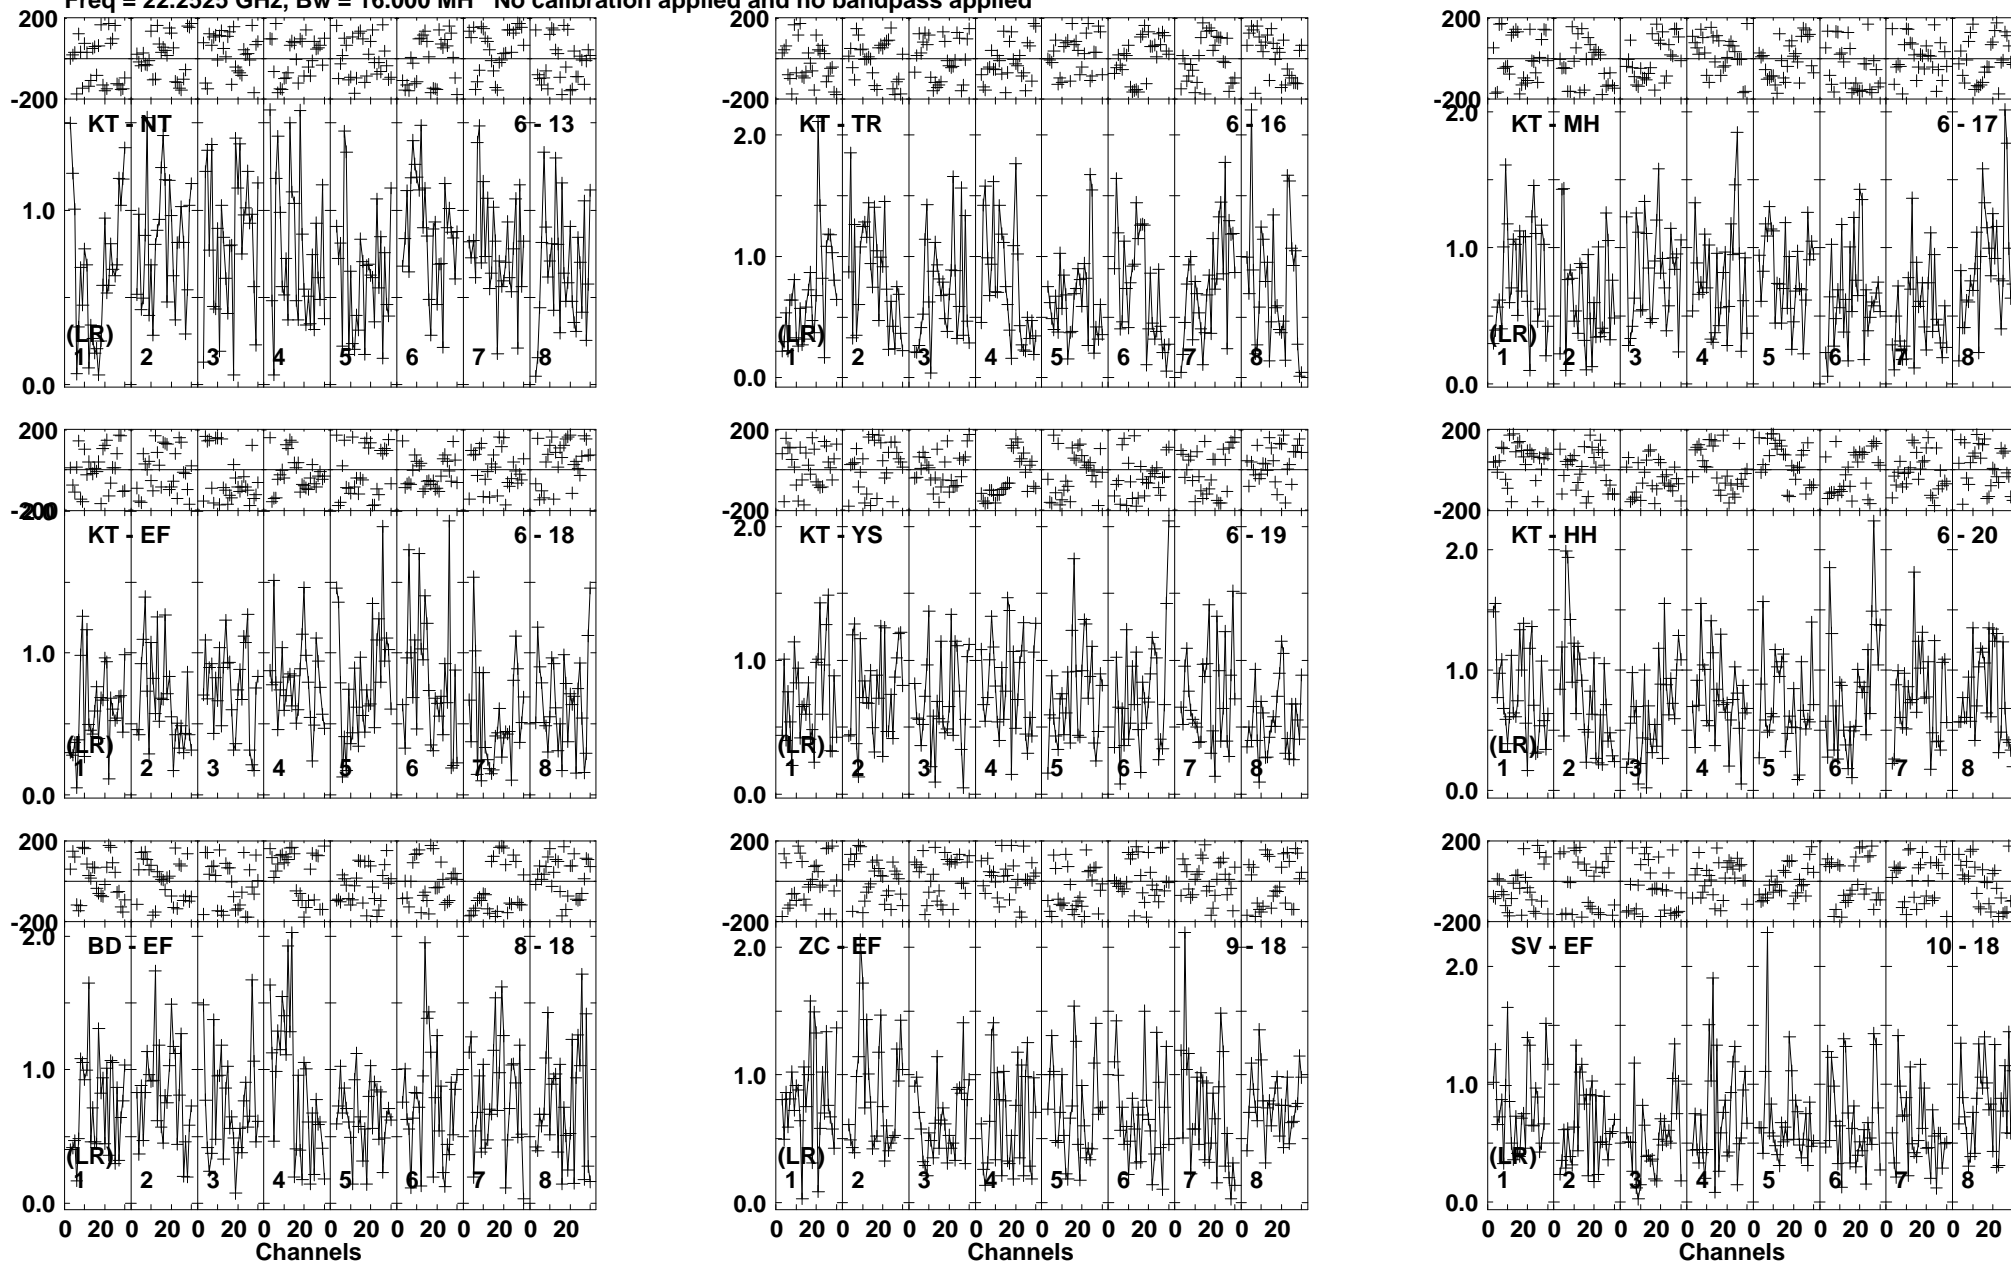 Freq = 22.2525 GHz, Bw = 16.000 MH No calibration applied and no bandpass applied
200 200 200
-200 -200 -200
KT - NT 6 - 13 2.0 KT - TR 6 - 16 2.0 KT - MH 6 - 17
1.0 1.0 1.0
(LR) (LR) (LR)
1 2 3 4 5 6 7 8 1 2 3 4 5 6 7 8 1 2 3 4 5 6 7 8
0.0 0.0 0.0
200 200 200
-200 -200 -200
2.0 KT - EF 6 - 18 2.0 KT - YS 6 - 19 2.0 KT - HH 6 - 20
1.0 1.0 1.0
(LR) (LR) (LR)
1 2 3 4 5 6 7 8 1 2 3 4 5 6 7 8 1 2 3 4 5 6 7 8
0.0 0.0 0.0
200 200 200
-200 -200 -200
2.0 BD - EF 8 - 18 2.0 ZC - EF 9 - 18 2.0 SV - EF 10 - 18
1.0 1.0 1.0
(LR) (LR) (LR)
1 2 3 4 5 6 7 8 1 2 3 4 5 6 7 8 1 2 3 4 5 6 7 8
0.0 0.0 0.0
0 20 0 20 0 20 0 20 0 20 0 20 0 20 0 20 0 20 0 20 0 20 0 20 0 20 0 20 0 20 0 20 0 20 0 20 0 20 0 20 0 20 0 20 0 20 0 20
Channels Channels Channels